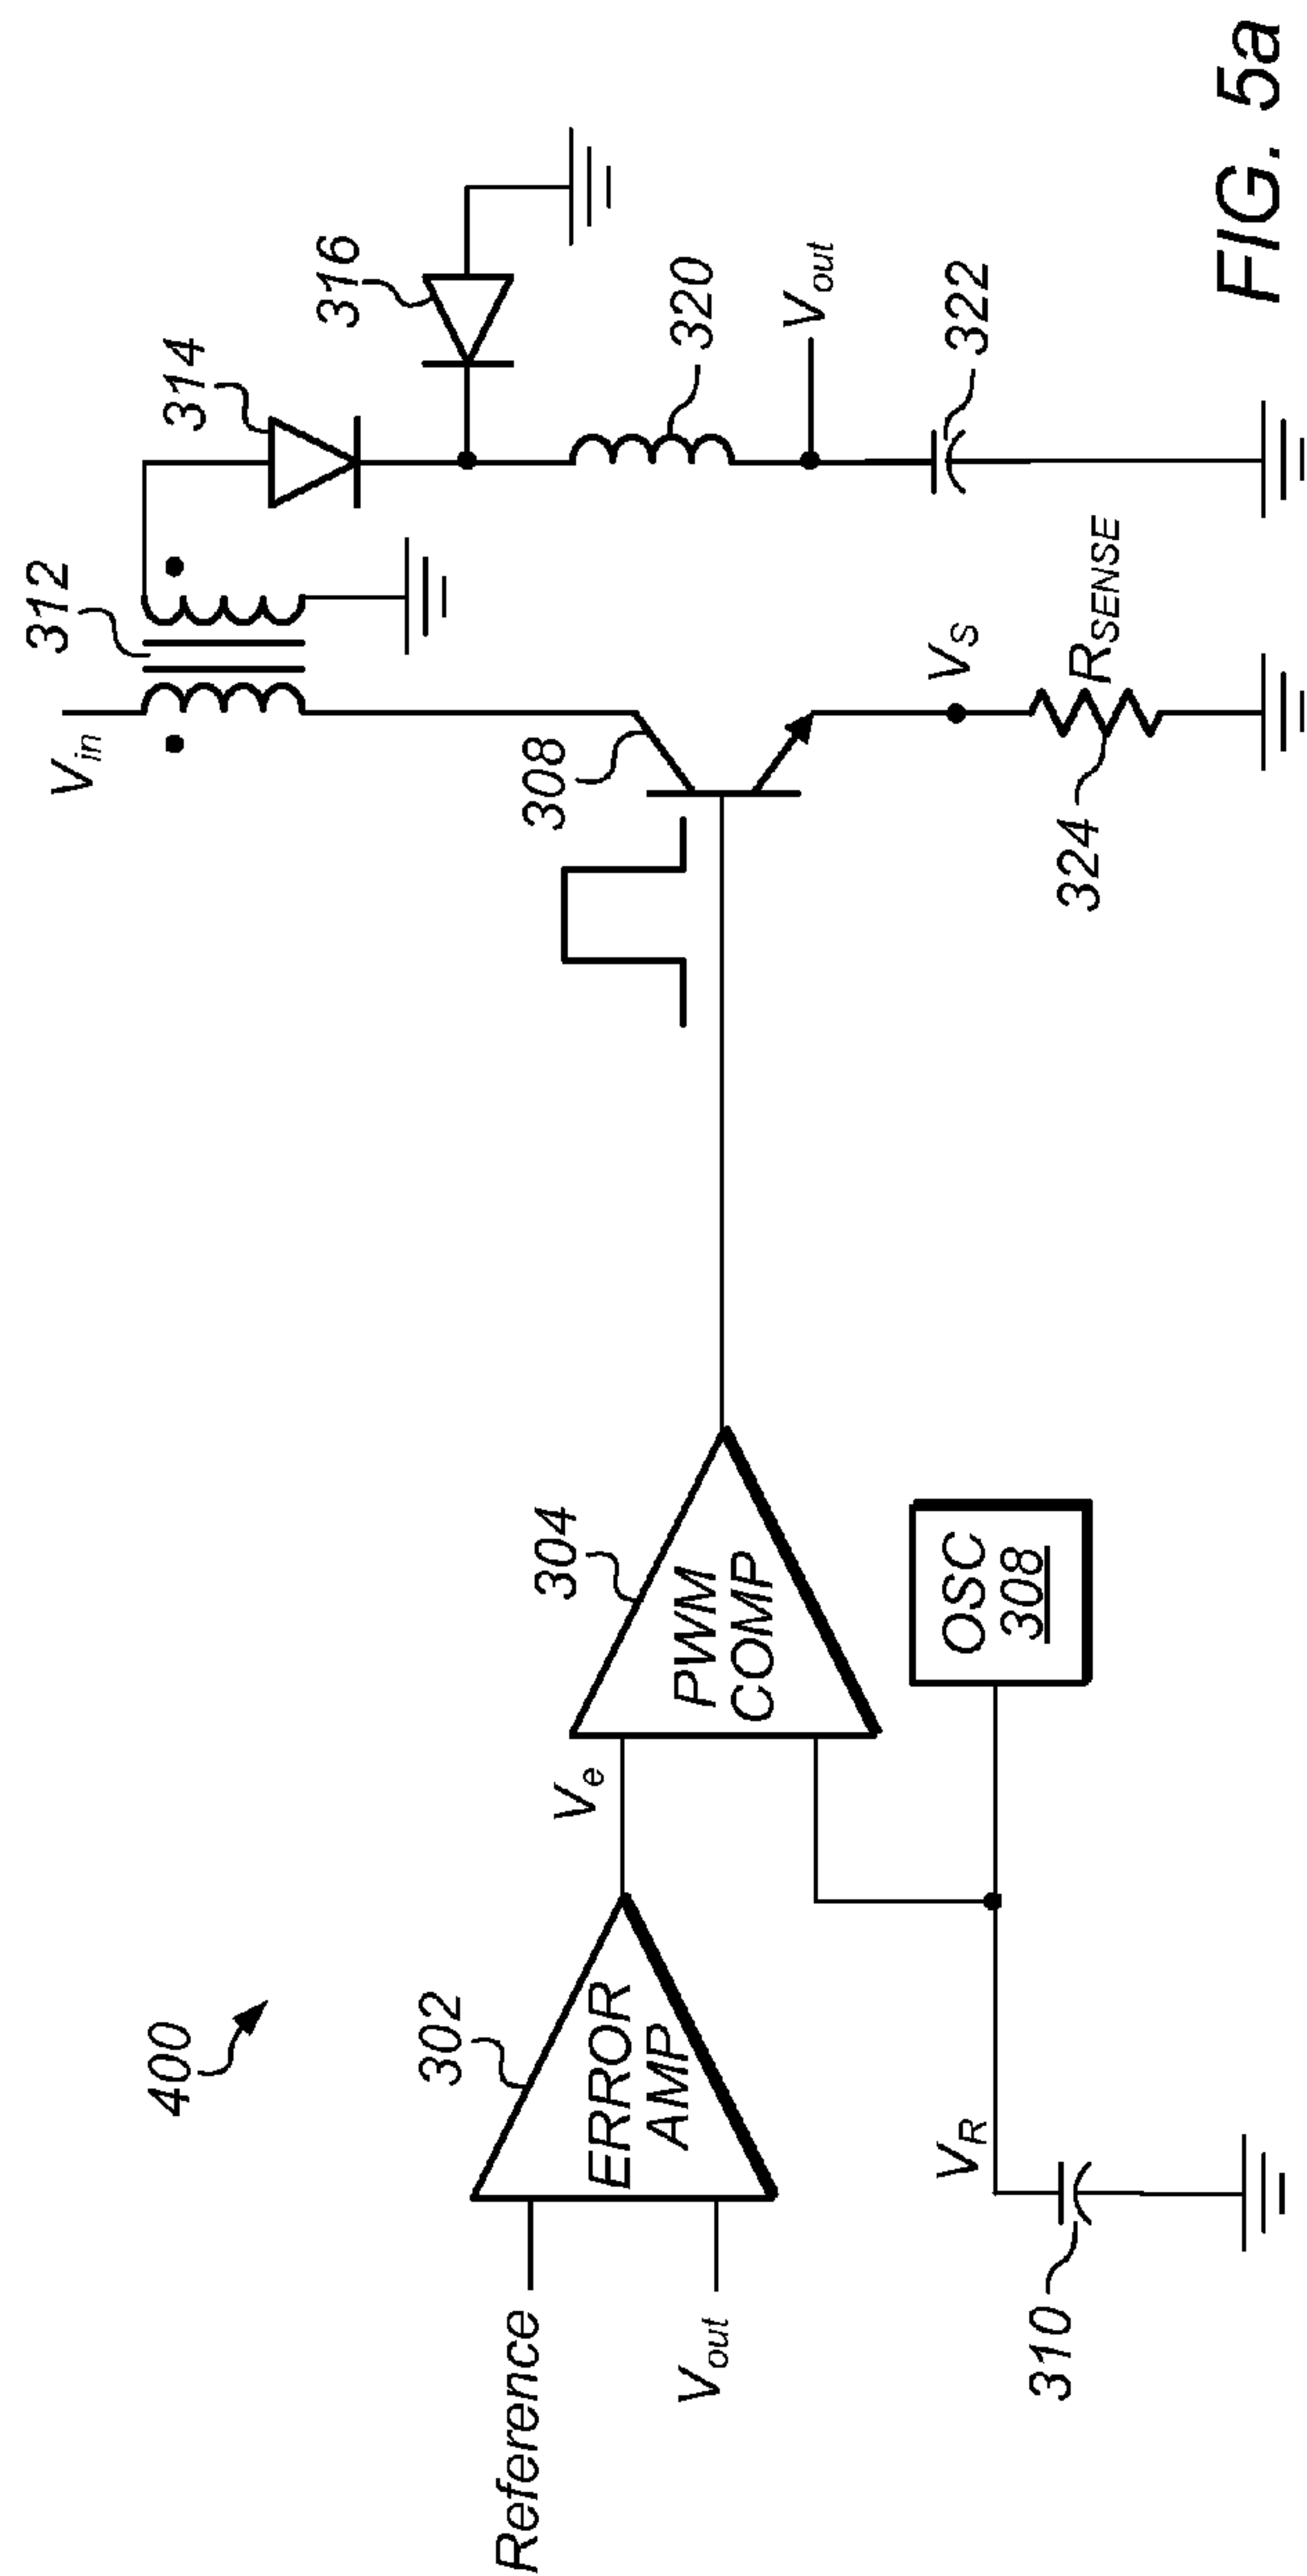 400
Reference
V_out
302
ERROR
AMP
V_e
304
PWM
COMP
V_R
310
OSC
308
V_in
312
308
V_S
R_SENSE
324
314
316
320
V_out
322
FIG. 5a